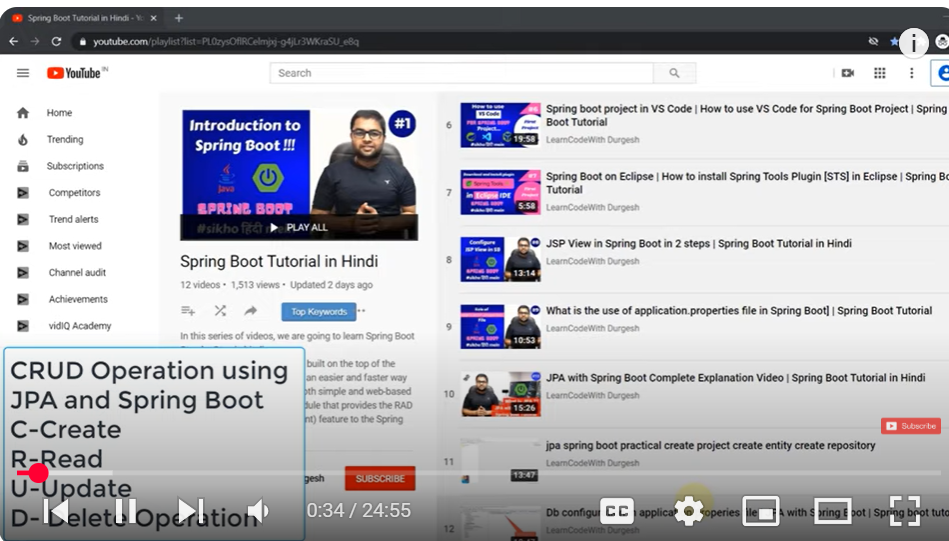 Spring Boot Tutorial in Hindi - Yo
youtube.com/playlist?list=PL0zysOflRCelmjxj-g4jLr3WKraSU_e8q
i
YouTube IN
Search
Home
Trending
Subscriptions
Competitors
Trend alerts
Most viewed
Channel audit
Achievements
vidIQ Academy
#1
Introduction to
Spring Boot !!!
Java
SPRING BOOT
#sikho हिंदी में
PLAY ALL
Spring Boot Tutorial in Hindi
12 videos • 1,513 views • Updated 2 days ago
Top Keywords
In this series of videos, we are going to learn Spring Boot
built on the top of the
an easier and faster way
oth simple and web-based
dule that provides the RAD
nt) feature to the Spring
gesh
SUBSCRIBE
CRUD Operation using
JPA and Spring Boot
C-Create
R-Read
U-Update
D- Delete Operation
6
How to use
VS Code
19:58
Spring boot project in VS Code | How to use VS Code for Spring Boot Project | Spring
Boot Tutorial
LearnCodeWith Durgesh
7
Spring Tools
in Eclipse IDE
5:58
Spring Boot on Eclipse | How to install Spring Tools Plugin [STS] in Eclipse | Spring Bo
Tutorial
LearnCodeWith Durgesh
8
Configure
SPRING BOOT
13:14
JSP View in Spring Boot in 2 steps | Spring Boot Tutorial in Hindi
LearnCodeWith Durgesh
9
SPRING BOOT
10:53
What is the use of application.properties file in Spring Boot] | Spring Boot Tutorial
LearnCodeWith Durgesh
10
15:26
JPA with Spring Boot Complete Explanation Video | Spring Boot Tutorial in Hindi
LearnCodeWith Durgesh
Subscribe
11
13:47
jpa spring boot practical create project create entity create repository
LearnCodeWith Durgesh
12
Db configur
applica
properies file
PA with Spring Boot | Spring boot tuto
LearnCodeWith Durgesh
0:34 / 24:55
CC